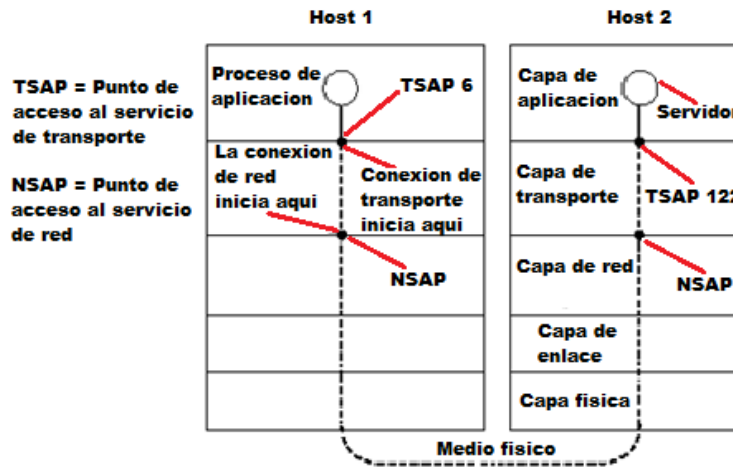 Host 1
Host 2
TSAP = Punto de
acceso al servicio
de transporte
NSAP = Punto de
acceso al servicio
de red
Proceso de
aplicacion
TSAP 6
La conexion
de red
inicia aqui
Conexion de
transporte
inicia aqui
NSAP
Capa de
aplicacion
Servidor
Capa de
transporte
TSAP 122
Capa de red
NSAP
Capa de
enlace
Capa fisica
Medio fisico